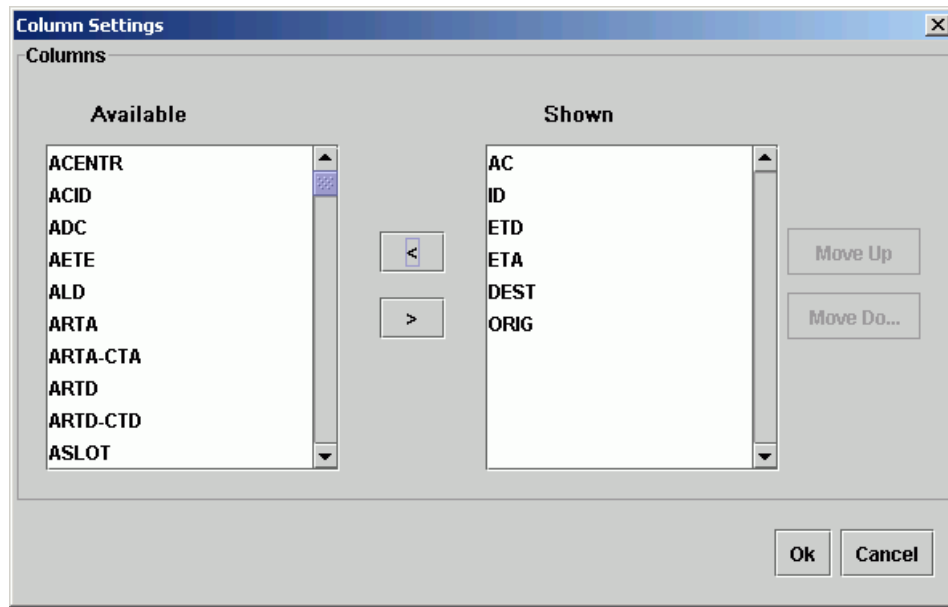 Column Settings
Columns
Available
Shown
ACENTR
ACID
ADC
AETE
ALD
ARTA
ARTA-CTA
ARTD
ARTD-CTD
ASLOT
<
>
AC
ID
ETD
ETA
DEST
ORIG
Move Up
Move Do...
Ok
Cancel